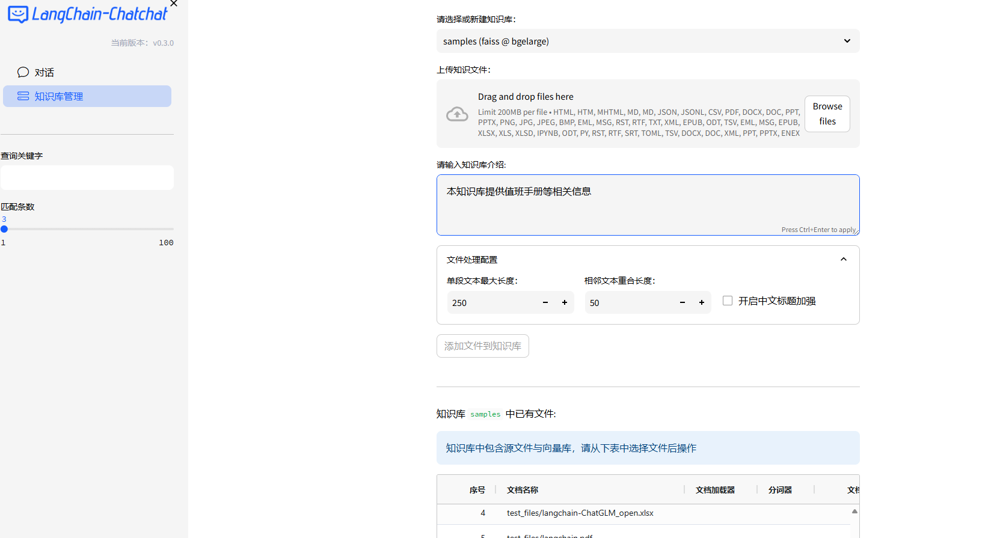 LangChain-Chatchat
当前版本：v0.3.0
对话
知识库管理
查询关键字
匹配条数
3
1 100
请选择或新建知识库：
samples (faiss @ bgelarge)
上传知识文件：
Drag and drop files here
Limit 200MB per file • HTML, HTM, MHTML, MD, MD, JSON, JSONL, CSV, PDF, DOCX, DOC, PPT,
PPTX, PNG, JPG, JPEG, BMP, EML, MSG, RST, RTF, TXT, XML, EPUB, ODT, TSV, EML, MSG, EPUB,
XLSX, XLS, XLSD, IPYNB, ODT, PY, RST, RTF, SRT, TOML, TSV, DOCX, DOC, XML, PPT, PPTX, ENEX
Browse
files
请输入知识库介绍:
本知识库提供值班手册等相关信息
Press Ctrl+Enter to apply
文件处理配置
单段文本最大长度： 相邻文本重合长度：
250 50 开启中文标题加强
添加文件到知识库
知识库 samples 中已有文件:
知识库中包含源文件与向量库，请从下表中选择文件后操作
序号 文档名称 文档加载器 分词器 文档
4 test_files/langchain-ChatGLM_open.xlsx
5 test_files/langchain.pdf